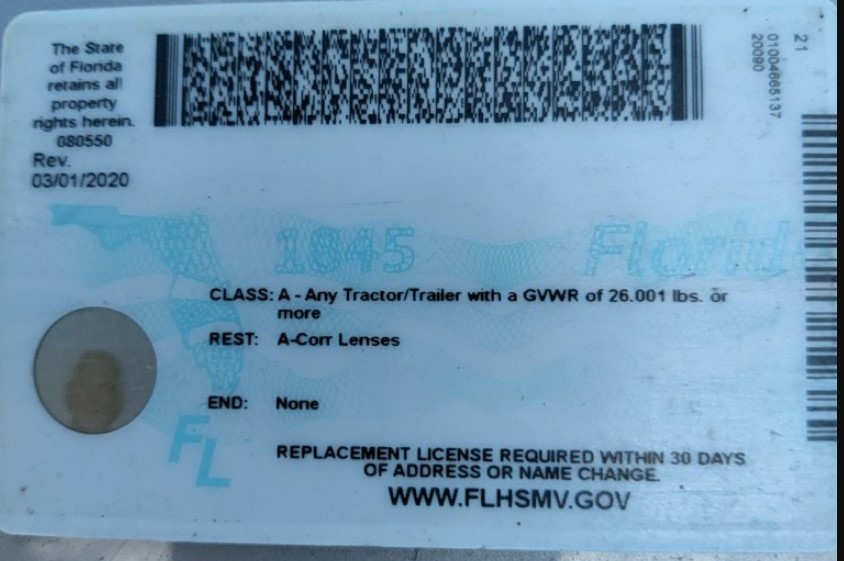 The State
of Florida
retains all
property
rights herein.
080550
Rev.
03/01/2020
21
01004665137
20090
1845
Florid
CLASS: A - Any Tractor/Trailer with a GVWR of 26.001 lbs. or
more
REST: A-Corr Lenses
END: None
FL
REPLACEMENT LICENSE REQUIRED WITHIN 30 DAYS
OF ADDRESS OR NAME CHANGE.
WWW.FLHSMV.GOV